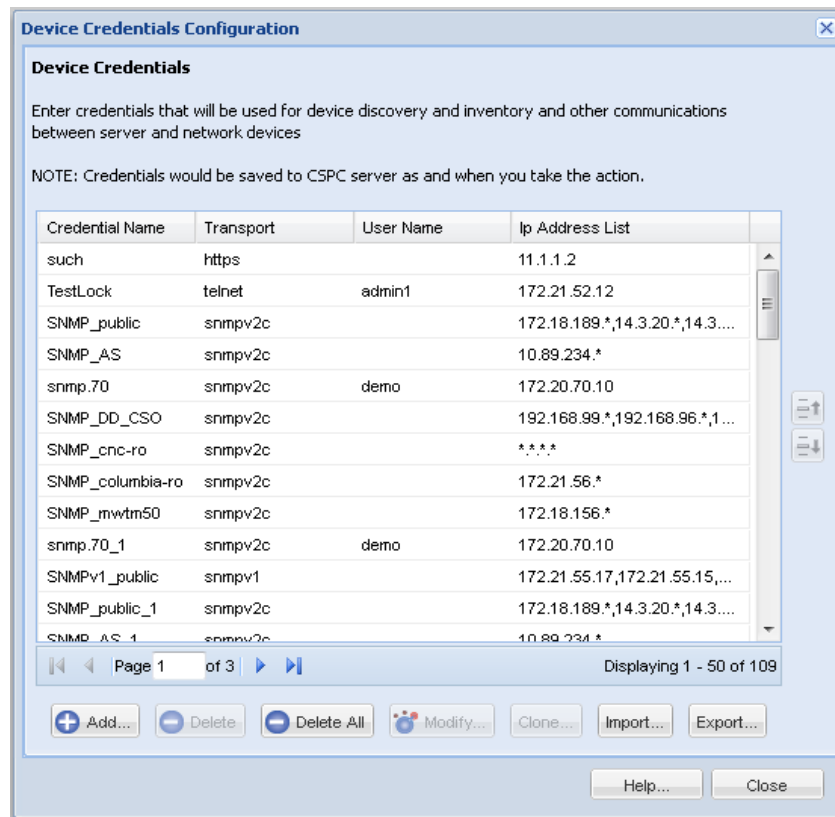 Device Credentials Configuration
Device Credentials
Enter credentials that will be used for device discovery and inventory and other communications
between server and network devices
NOTE: Credentials would be saved to CSPC server as and when you take the action.
Credential Name Transport User Name Ip Address List
such https 11.1.1.2
TestLock telnet admin1 172.21.52.12
SNMP_public snmpv2c 172.18.189.*,14.3.20.*,14.3....
SNMP_AS snmpv2c 10.89.234.*
snmp.70 snmpv2c demo 172.20.70.10
SNMP_DD_CSO snmpv2c 192.168.99.*,192.168.96.*,1...
SNMP_cnc-ro snmpv2c *.*.*.*
SNMP_columbia-ro snmpv2c 172.21.56.*
SNMP_mwtm50 snmpv2c 172.18.156.*
snmp.70_1 snmpv2c demo 172.20.70.10
SNMPv1_public snmpv1 172.21.55.17,172.21.55.15,...
SNMP_public_1 snmpv2c 172.18.189.*,14.3.20.*,14.3....
SNMP_AS_1 snmpv2c 10.89.234.*
Page 1 of 3 Displaying 1 - 50 of 109
Add... Delete Delete All Modify... Clone... Import... Export...
Help... Close